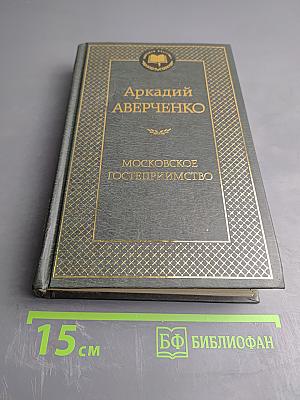 Аркадий
АВЕРЧЕНКО
МОСКОВСКОЕ
ГОСТЕПРИИМСТВО
15 см
БФ БИБЛИОФАН